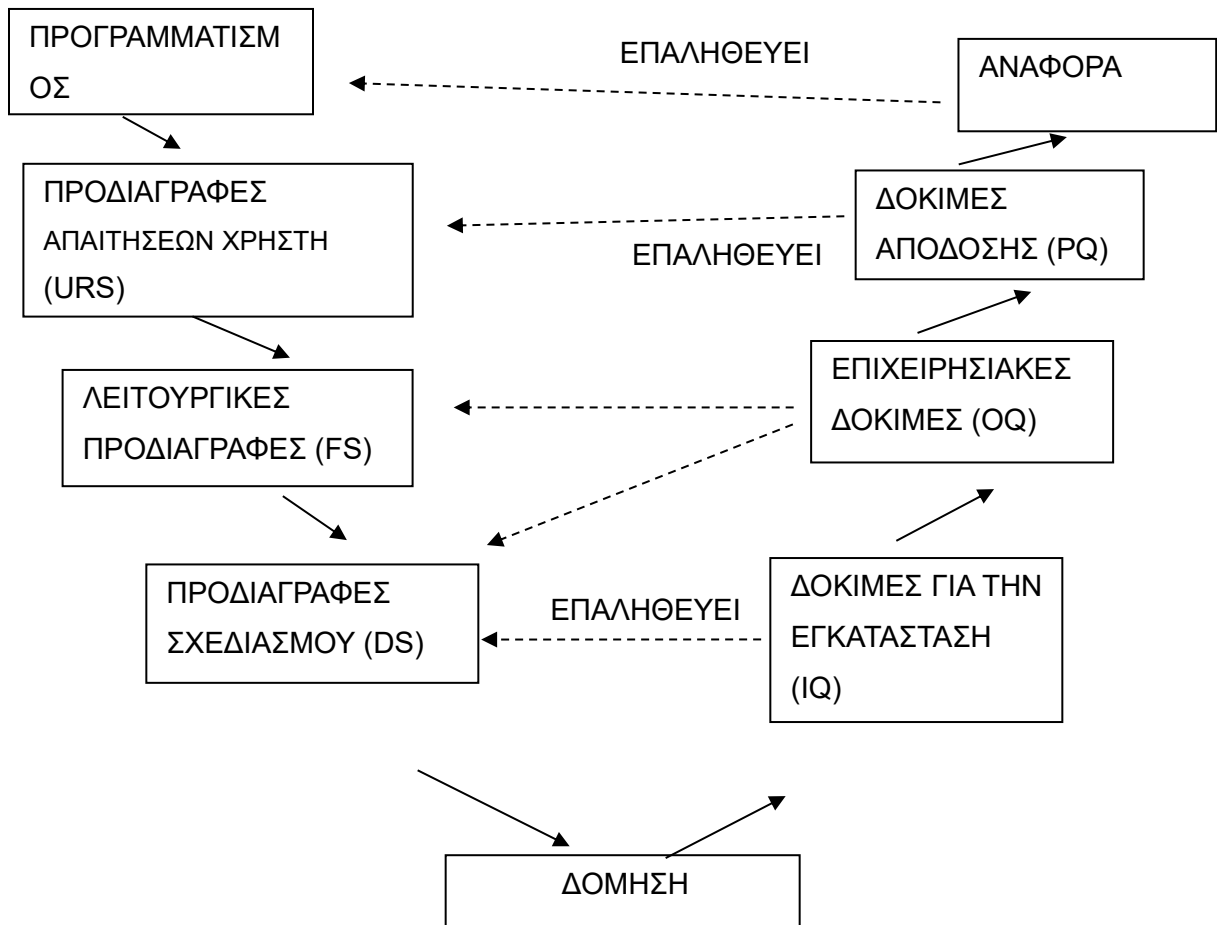 ΠΡΟΓΡΑΜΜΑΤΙΣΜ
ΟΣ
ΕΠΑΛΗΘΕΥΕΙ
ΑΝΑΦΟΡΑ
ΠΡΟΔΙΑΓΡΑΦΕΣ
ΑΠΑΙΤΗΣΕΩΝ ΧΡΗΣΤΗ
(URS)
ΕΠΑΛΗΘΕΥΕΙ
ΔΟΚΙΜΕΣ
ΑΠΟΔΟΣΗΣ (PQ)
ΛΕΙΤΟΥΡΓΙΚΕΣ
ΠΡΟΔΙΑΓΡΑΦΕΣ (FS)
ΕΠΙΧΕΙΡΗΣΙΑΚΕΣ
ΔΟΚΙΜΕΣ (OQ)
ΠΡΟΔΙΑΓΡΑΦΕΣ
ΣΧΕΔΙΑΣΜΟΥ (DS)
ΕΠΑΛΗΘΕΥΕΙ
ΔΟΚΙΜΕΣ ΓΙΑ ΤΗΝ
ΕΓΚΑΤΑΣΤΑΣΗ
(IQ)
ΔΟΜΗΣΗ